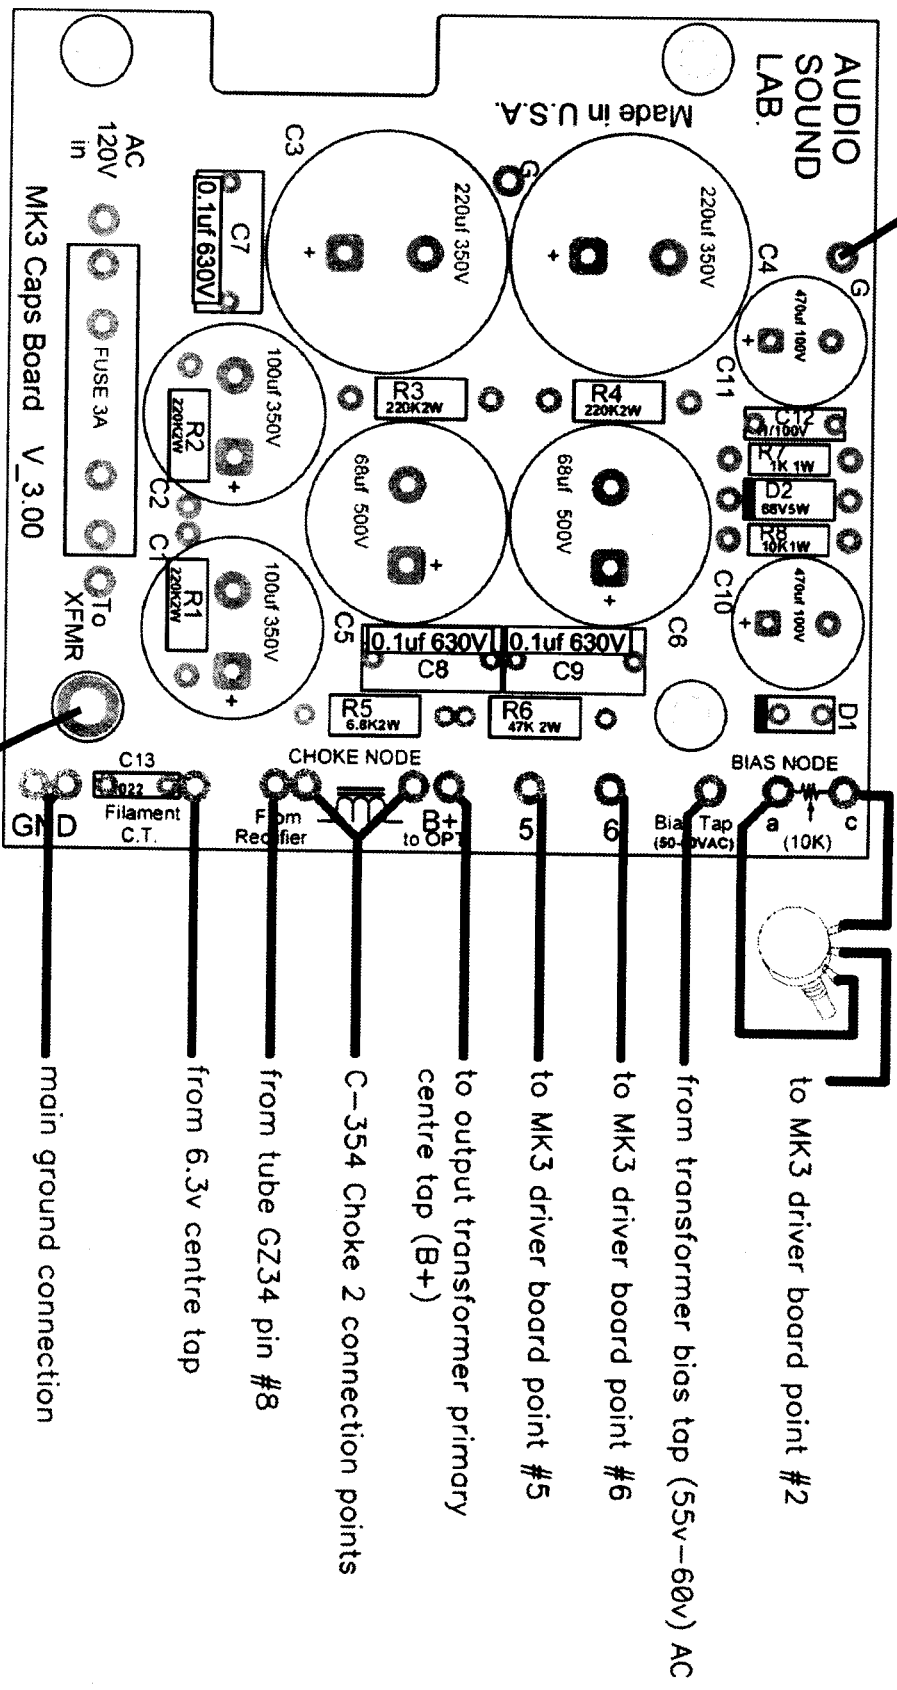 AUDIO
SOUND
LAB.
Made in U.S.A.
AC
120V
in
MK3 Caps Board V_3.00
FUSE 3A
To
XFMR
C3
220uf 350V
+
G
220uf 350V
+
C4
G
C7
0.1uf 630V
470uf 100V
+
C11
C12
.1/100V
R7
1K 1W
D2
R8
10K1W
C10
470uf 100V
+
D1
100uf 350V
+
R2
220K2W
C2
C1
R1
220K2W
100uf 350V
+
R3
220K2W
R4
220K2W
68uf 500V
+
C5
68uf 500V
+
C6
0.1uf 630V
C8
0.1uf 630V
C9
R5
6.8K2W
R6
47K 2W
C13
.022
GND
Filament
C.T.
CHOKE NODE
From
Rectifier
B+
to OPT
5
6
Bias Tap
BIAS NODE
a
c
(10K)
to MK3 driver board point #2
from transformer bias tap (55v-60v) AC
to MK3 driver board point #6
to MK3 driver board point #5
to output transformer primary
centre tap (B+)
C-354 Choke 2 connection points
from tube GZ34 pin #8
from 6.3v centre tap
main ground connection